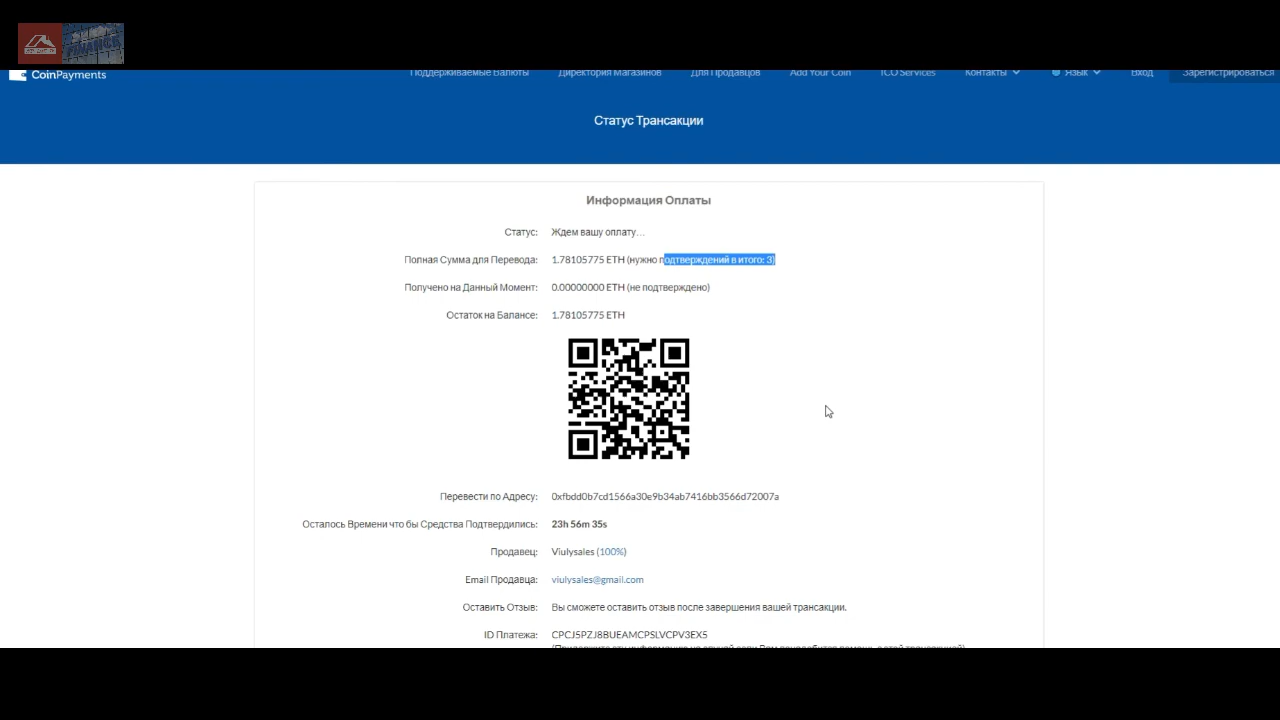 FINANCE
CoinPayments
Поддерживаемые Валюты Директория Магазинов Для Продавцов Add Your Coin ICO Services Контакты Язык Вход Зарегистрироваться
Статус Трансакции
Информация Оплаты
Статус: Ждем вашу оплату...
Полная Сумма для Перевода: 1.78105775 ETH (нужно подтверждений в итого: 3)
Получено на Данный Момент: 0.00000000 ETH (не подтверждено)
Остаток на Балансе: 1.78105775 ETH
Перевести по Адресу: 0xfbdd0b7cd1566a30e9b34ab7416bb3566d72007a
Осталось Времени что бы Средства Подтвердились: 23h 56m 35s
Продавец: Viulysales (100%)
Email Продавца: viulysales@gmail.com
Оставить Отзыв: Вы сможете оставить отзыв после завершения вашей трансакции.
ID Платежа: CPCJ5PZJ8BUEAMCPSLVCPV3EX5